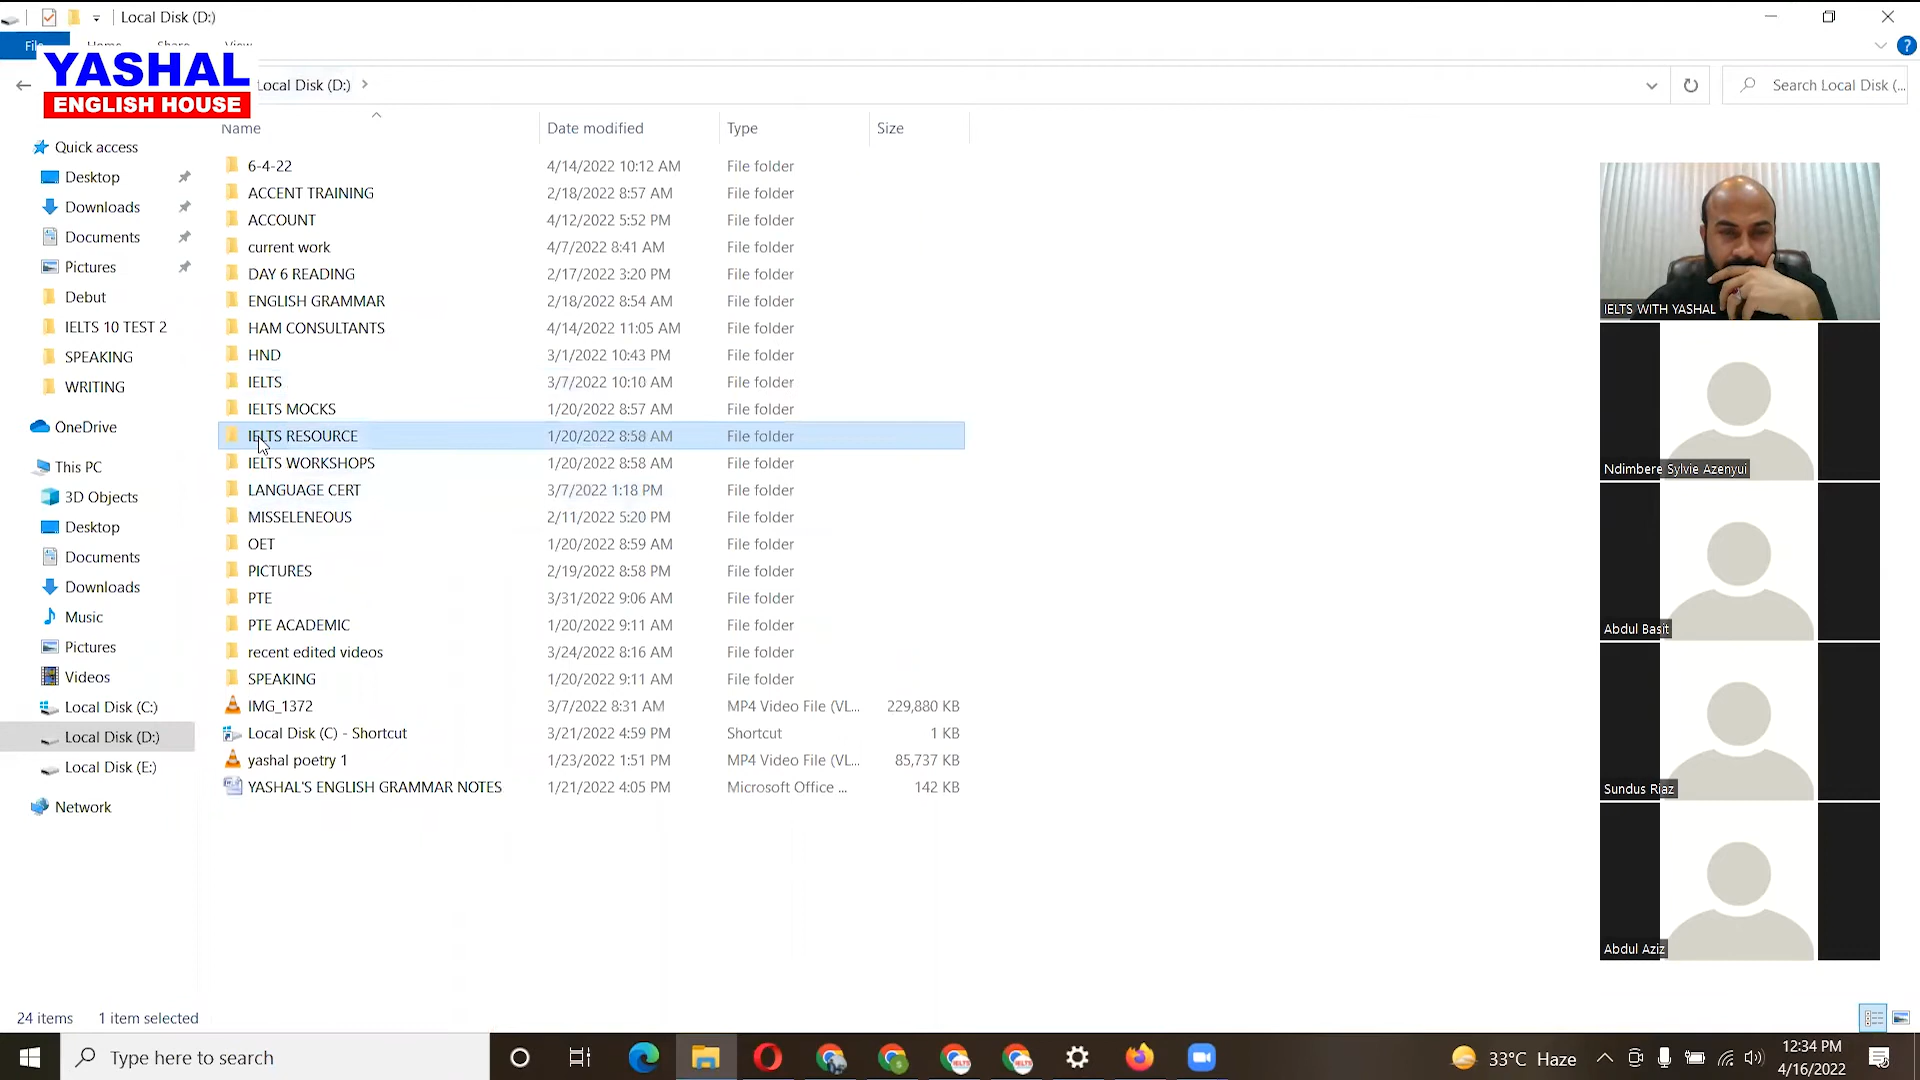 Local Disk (D:)
File
YASHAL
ENGLISH HOUSE
Local Disk (D:)
Search Local Disk (...
Name
Date modified
Type
Size
Quick access
Desktop
Downloads
Documents
Pictures
Debut
IELTS 10 TEST 2
SPEAKING
WRITING
OneDrive
This PC
3D Objects
Desktop
Documents
Downloads
Music
Pictures
Videos
Local Disk (C:)
Local Disk (D:)
Local Disk (E:)
Network
6-4-22 4/14/2022 10:12 AM File folder
ACCENT TRAINING 2/18/2022 8:57 AM File folder
ACCOUNT 4/12/2022 5:52 PM File folder
current work 4/7/2022 8:41 AM File folder
DAY 6 READING 2/17/2022 3:20 PM File folder
ENGLISH GRAMMAR 2/18/2022 8:54 AM File folder
HAM CONSULTANTS 4/14/2022 11:05 AM File folder
HND 3/1/2022 10:43 PM File folder
IELTS 3/7/2022 10:10 AM File folder
IELTS MOCKS 1/20/2022 8:57 AM File folder
IELTS RESOURCE 1/20/2022 8:58 AM File folder
IELTS WORKSHOPS 1/20/2022 8:58 AM File folder
LANGUAGE CERT 3/7/2022 1:18 PM File folder
MISSELENEOUS 2/11/2022 5:20 PM File folder
OET 1/20/2022 8:59 AM File folder
PICTURES 2/19/2022 8:58 PM File folder
PTE 3/31/2022 9:06 AM File folder
PTE ACADEMIC 1/20/2022 9:11 AM File folder
recent edited videos 3/24/2022 8:16 AM File folder
SPEAKING 1/20/2022 9:11 AM File folder
IMG_1372 3/7/2022 8:31 AM MP4 Video File (VL... 229,880 KB
Local Disk (C) - Shortcut 3/21/2022 4:59 PM Shortcut 1 KB
yashal poetry 1 1/23/2022 1:51 PM MP4 Video File (VL... 85,737 KB
YASHAL'S ENGLISH GRAMMAR NOTES 1/21/2022 4:05 PM Microsoft Office ... 142 KB
IELTS WITH YASHAL
Ndimbere Sylvie Azenyui
Abdul Basit
Sundus Riaz
Abdul Aziz
24 items 1 item selected
Type here to search
33°C Haze
12:34 PM
4/16/2022